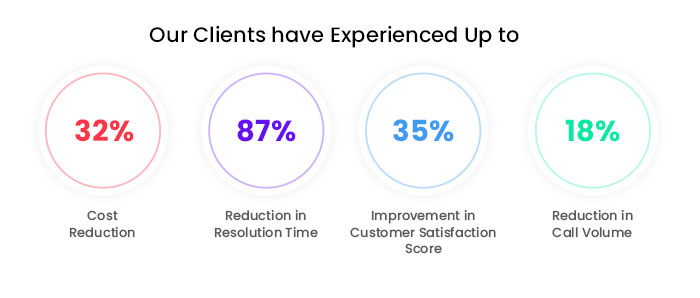 Our Clients have Experienced Up to
32%
87%
35%
18%
Cost
Reduction
Reduction in
Resolution Time
Improvement in
Customer Satisfaction
Score
Reduction in
Call Volume